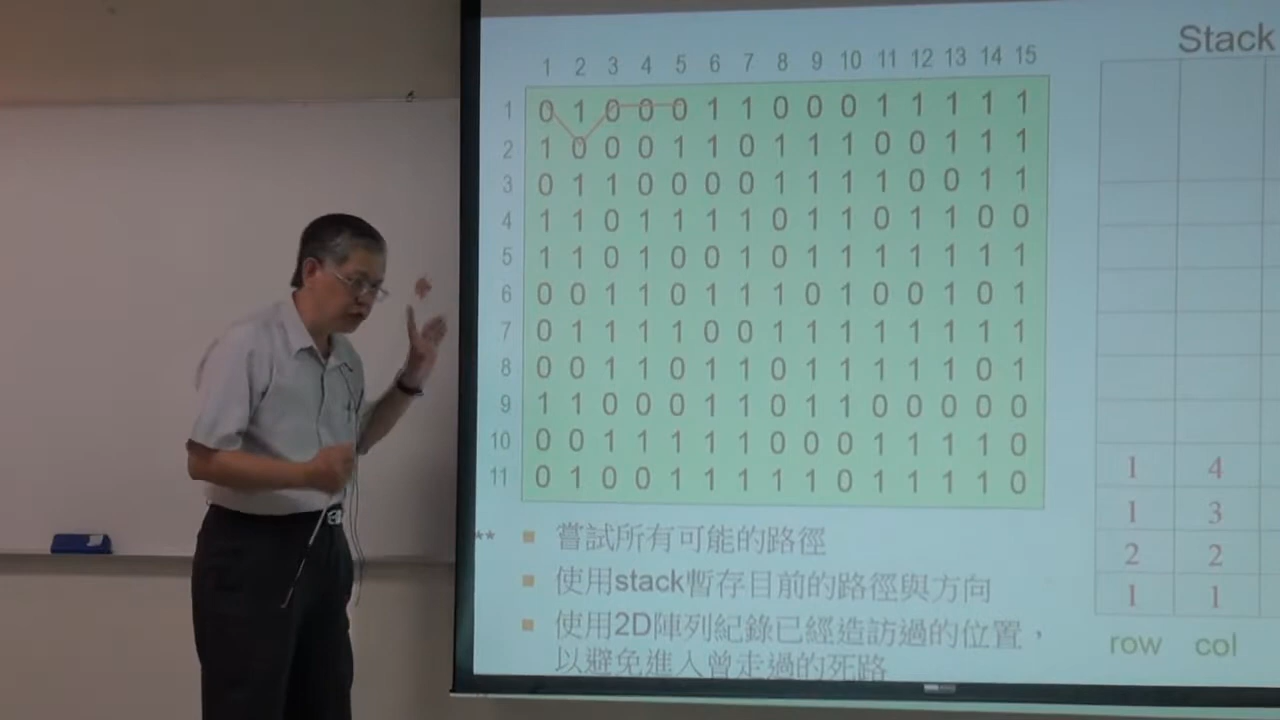 Stack
1 2 3 4 5 6 7 8 9 10 11 12 13 14 15
1 0 1 0 0 0 1 1 0 0 0 1 1 1 1 1
2 1 0 0 0 1 1 0 1 1 1 0 0 1 1 1
3 0 1 1 0 0 0 0 1 1 1 1 0 0 1 1
4 1 1 0 1 1 1 1 0 1 1 0 1 1 0 0
5 1 1 0 1 0 0 1 0 1 1 1 1 1 1 1
6 0 0 1 1 0 1 1 1 0 1 0 0 1 0 1
7 0 1 1 1 1 0 0 1 1 1 1 1 1 1 1
8 0 0 1 1 0 1 1 0 1 1 1 1 1 0 1
9 1 1 0 0 0 1 1 0 1 1 0 0 0 0 0
10 0 0 1 1 1 1 1 0 0 0 1 1 1 1 0
11 0 1 0 0 1 1 1 1 1 0 1 1 1 1 0
1 4
1 3
2 2
1 1
row col
** 嘗試所有可能的路徑
使用stack暫存目前的路徑與方向
使用2D陣列紀錄已經造訪過的位置，
以避免進入曾走過的死路